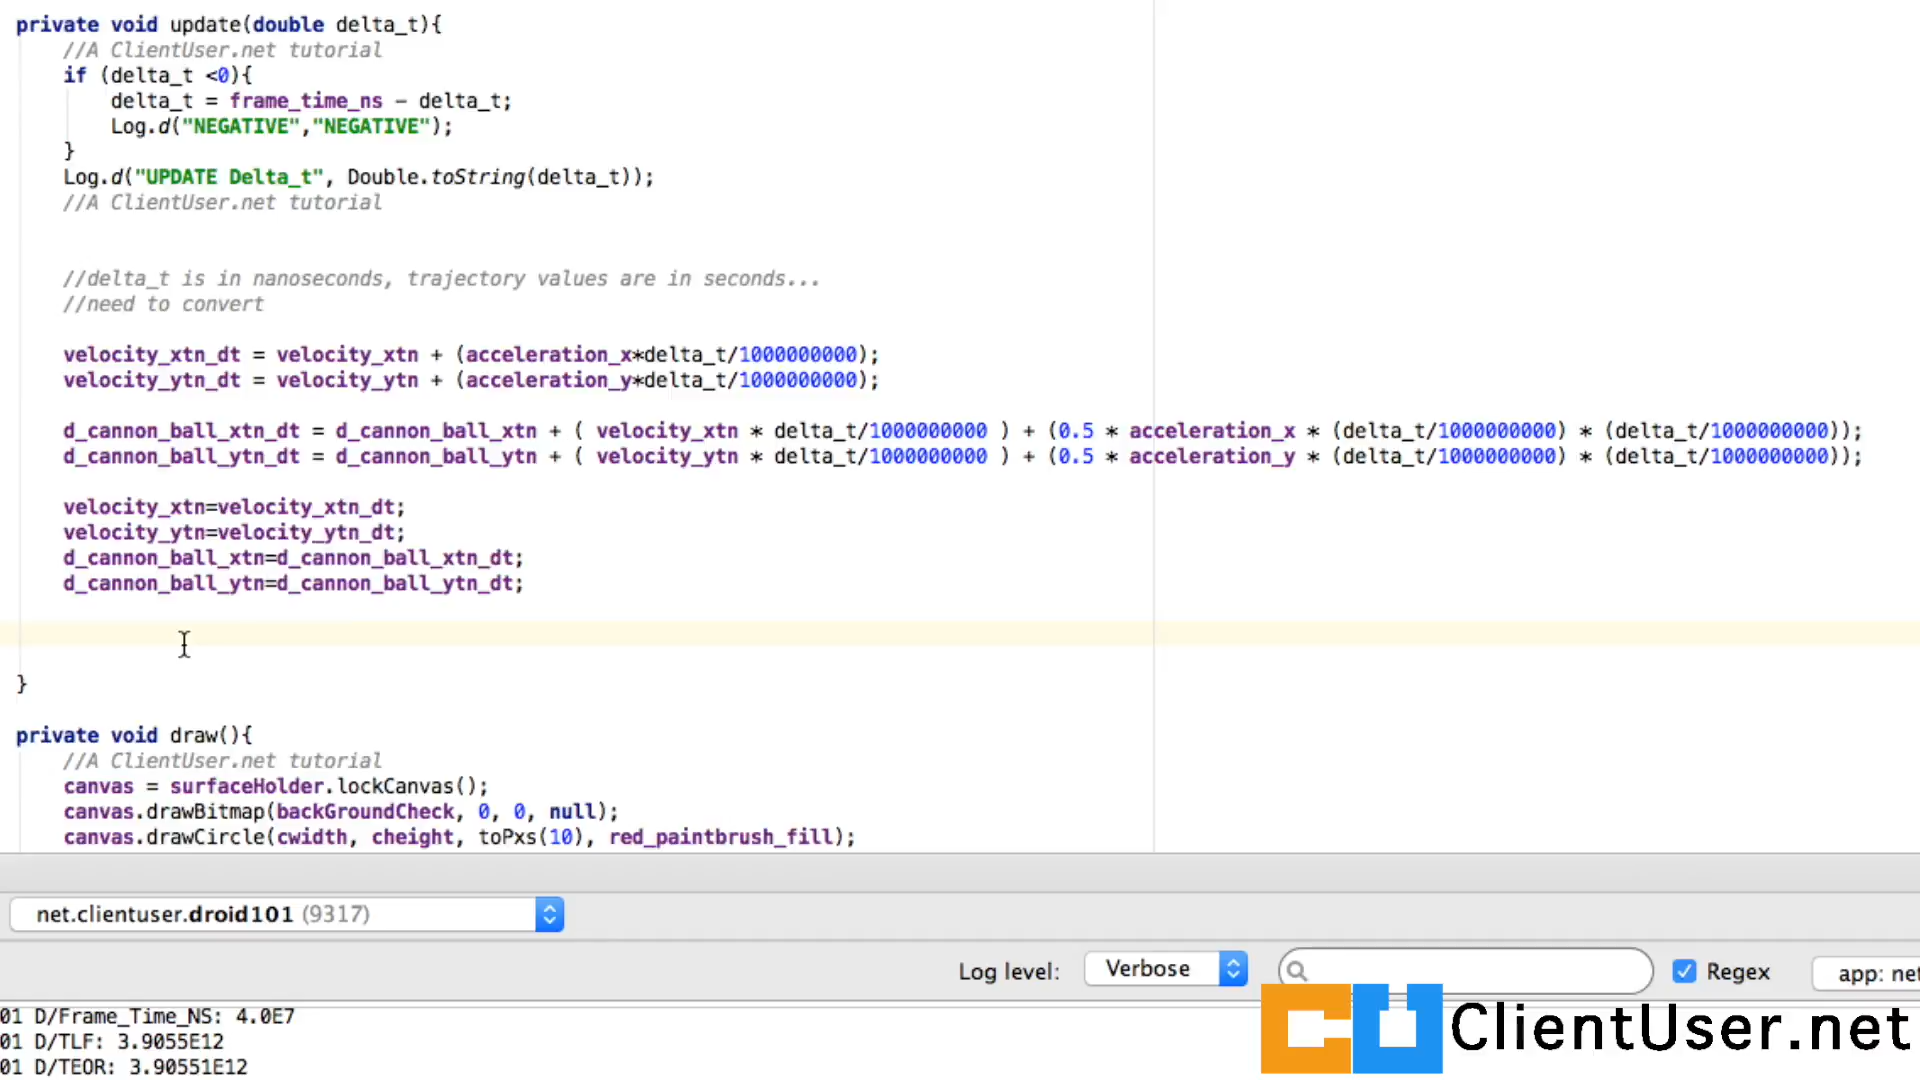 private void update(double delta_t){
//A ClientUser.net tutorial
if (delta_t <0){
delta_t = frame_time_ns - delta_t;
Log.d("NEGATIVE","NEGATIVE");
}
Log.d("UPDATE Delta_t", Double.toString(delta_t));
//A ClientUser.net tutorial
//delta_t is in nanoseconds, trajectory values are in seconds...
//need to convert
velocity_xtn_dt = velocity_xtn + (acceleration_x*delta_t/1000000000);
velocity_ytn_dt = velocity_ytn + (acceleration_y*delta_t/1000000000);
d_cannon_ball_xtn_dt = d_cannon_ball_xtn + ( velocity_xtn * delta_t/1000000000 ) + (0.5 * acceleration_x * (delta_t/1000000000) * (delta_t/1000000000));
d_cannon_ball_ytn_dt = d_cannon_ball_ytn + ( velocity_ytn * delta_t/1000000000 ) + (0.5 * acceleration_y * (delta_t/1000000000) * (delta_t/1000000000));
velocity_xtn=velocity_xtn_dt;
velocity_ytn=velocity_ytn_dt;
d_cannon_ball_xtn=d_cannon_ball_xtn_dt;
d_cannon_ball_ytn=d_cannon_ball_ytn_dt;
}
private void draw(){
//A ClientUser.net tutorial
canvas = surfaceHolder.lockCanvas();
canvas.drawBitmap(backGroundCheck, 0, 0, null);
canvas.drawCircle(cwidth, cheight, toPxs(10), red_paintbrush_fill);
net.clientuser.droid101 (9317)
Log level: Verbose Regex app: net
01 D/Frame_Time_NS: 4.0E7
01 D/TLF: 3.9055E12
01 D/TEOR: 3.90551E12
ClientUser.net